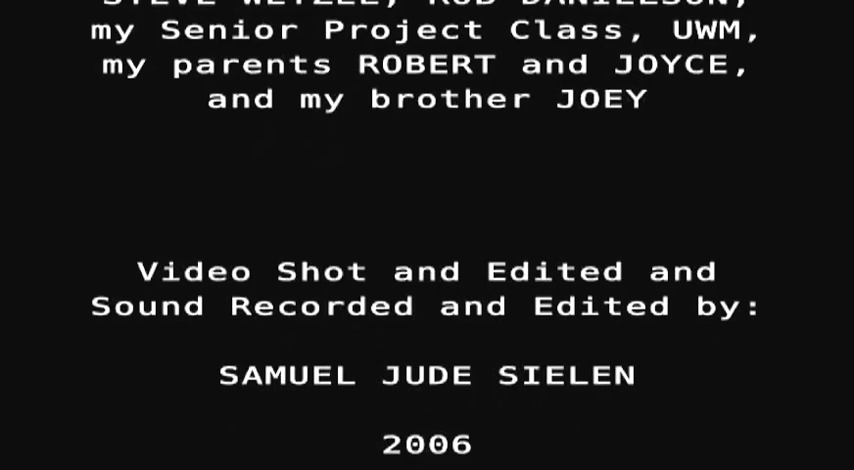 my Senior Project Class, UWM,
my parents ROBERT and JOYCE,
and my brother JOEY
Video Shot and Edited and
Sound Recorded and Edited by:
SAMUEL JUDE SIELEN
2006